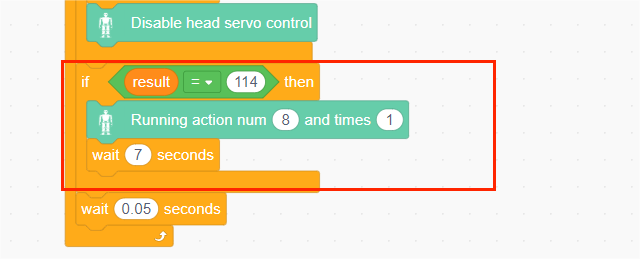 Disable head servo control
if result = 114 then
Running action num 8 and times 1
wait 7 seconds
wait 0.05 seconds